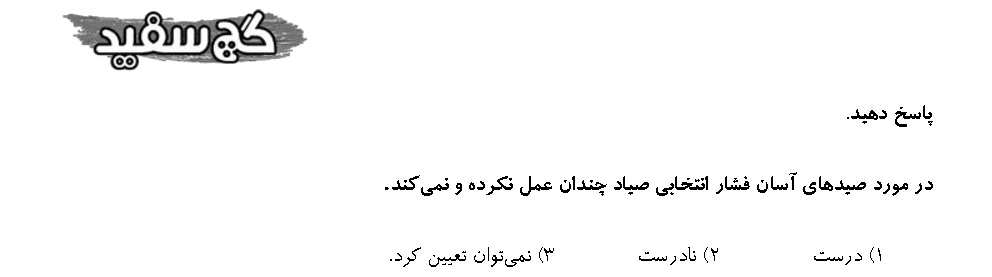 گچ سفید
پاسخ دهید.
در مورد صیدهای آسان فشار انتخابی صیاد چندان عمل نکرده و نمی‌کند.
۱) درست ۲) نادرست ۳) نمی‌توان تعیین کرد.